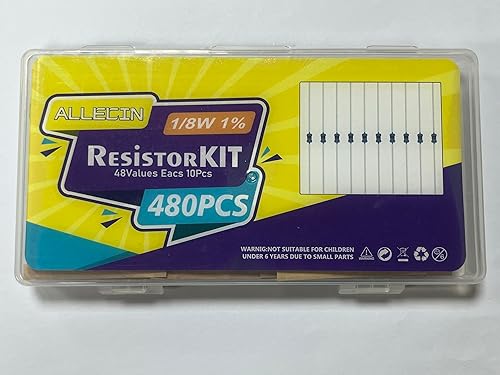 ALLECIN
1/8W 1%
RESISTORKIT
48Values Eacs 10Pcs
480PCS
WARNIG:NOT SUITABLE FOR CHILDREN
UNDER 6 YEARS DUE TO SMALL PARTS